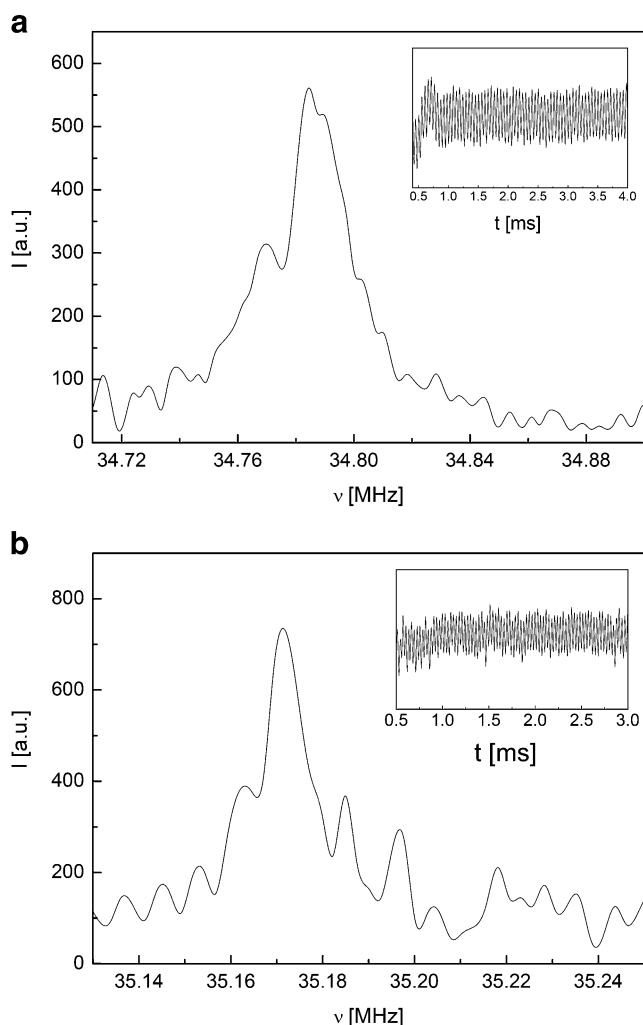 a
600
500
400
300
200
100
0
I [a.u.]
0.5 1.0 1.5 2.0 2.5 3.0 3.5 4.0
t [ms]
34.72 34.76 34.80 34.84 34.88
ν [MHz]
b
800
600
400
200
0
I [a.u.]
0.5 1.0 1.5 2.0 2.5 3.0
t [ms]
35.14 35.16 35.18 35.20 35.22 35.24
ν [MHz]